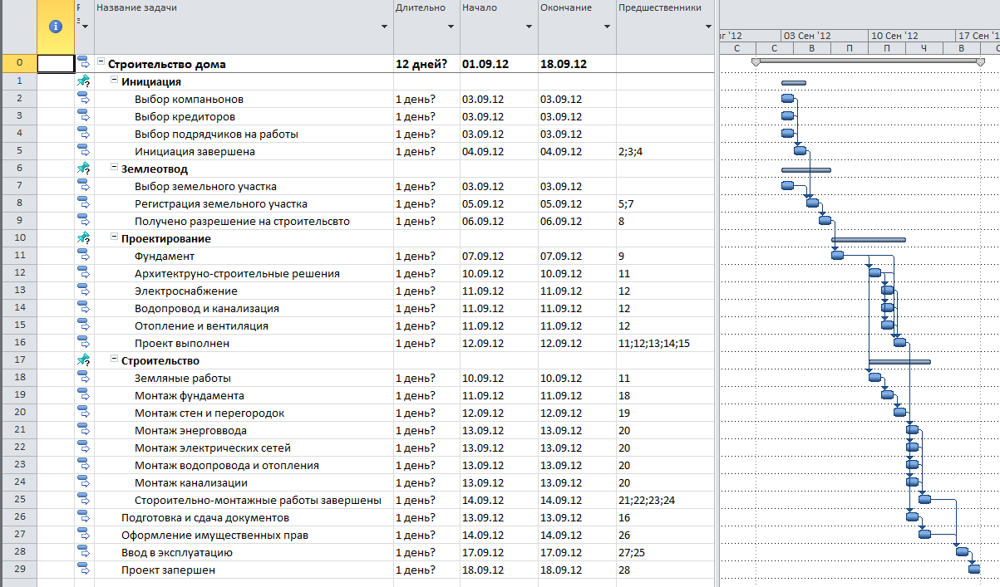 Название задачи Длительно Начало Окончание Предшественники
03 Сен '12 10 Сен '12 17 Сен '1
С С В П П Ч В
0 Строительство дома 12 дней? 01.09.12 18.09.12
1 Инициация
2 Выбор компаньонов 1 день? 03.09.12 03.09.12
3 Выбор кредиторов 1 день? 03.09.12 03.09.12
4 Выбор подрядчиков на работы 1 день? 03.09.12 03.09.12
5 Инициация завершена 1 день? 04.09.12 04.09.12 2;3;4
6 Землеотвод
7 Выбор земельного участка 1 день? 03.09.12 03.09.12
8 Регистрация земельного участка 1 день? 05.09.12 05.09.12 5;7
9 Получено разрешение на строительсвто 1 день? 06.09.12 06.09.12 8
10 Проектирование
11 Фундамент 1 день? 07.09.12 07.09.12 9
12 Архитектруно-строительные решения 1 день? 10.09.12 10.09.12 11
13 Электроснабжение 1 день? 11.09.12 11.09.12 12
14 Водопровод и канализация 1 день? 11.09.12 11.09.12 12
15 Отопление и вентиляция 1 день? 11.09.12 11.09.12 12
16 Проект выполнен 1 день? 12.09.12 12.09.12 11;12;13;14;15
17 Строительство
18 Земляные работы 1 день? 10.09.12 10.09.12 11
19 Монтаж фундамента 1 день? 11.09.12 11.09.12 18
20 Монтаж стен и перегородок 1 день? 12.09.12 12.09.12 19
21 Монтаж энерговвода 1 день? 13.09.12 13.09.12 20
22 Монтаж электрических сетей 1 день? 13.09.12 13.09.12 20
23 Монтаж водопровода и отопления 1 день? 13.09.12 13.09.12 20
24 Монтаж канализации 1 день? 13.09.12 13.09.12 20
25 Стороительно-монтажные работы завершены 1 день? 14.09.12 14.09.12 21;22;23;24
26 Подготовка и сдача документов 1 день? 13.09.12 13.09.12 16
27 Оформление имущественных прав 1 день? 14.09.12 14.09.12 26
28 Ввод в эксплуатацию 1 день? 17.09.12 17.09.12 27;25
29 Проект запершен 1 день? 18.09.12 18.09.12 28